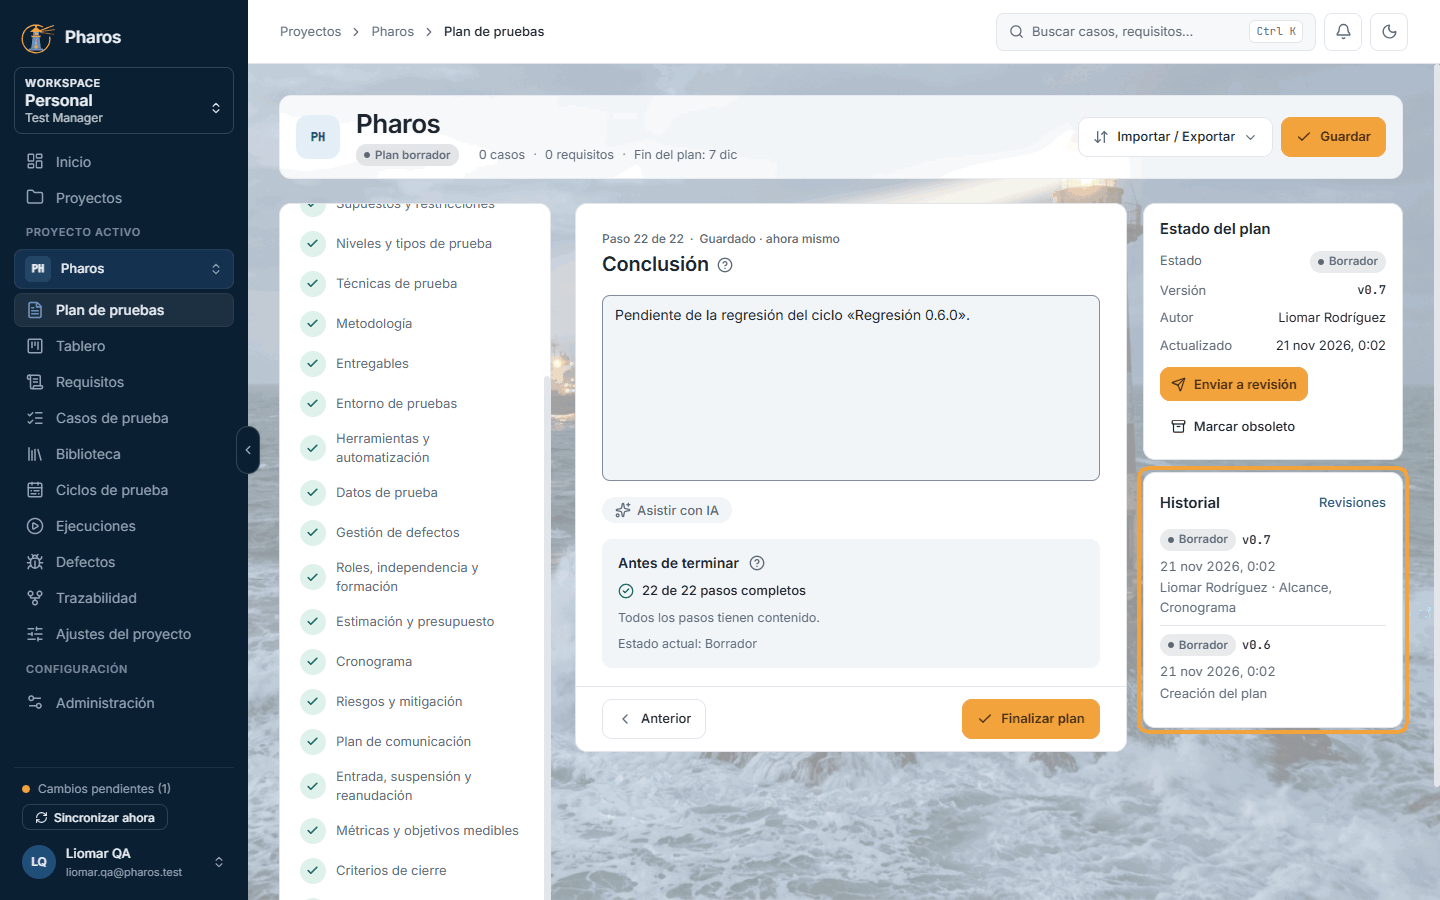 Pharos
WORKSPACE
Personal
Test Manager
Inicio
Proyectos
PROYECTO ACTIVO
PH Pharos
Plan de pruebas
Tablero
Requisitos
Casos de prueba
Biblioteca
Ciclos de prueba
Ejecuciones
Defectos
Trazabilidad
Ajustes del proyecto
CONFIGURACIÓN
Administración
Cambios pendientes (1)
Sincronizar ahora
LQ
Liomar QA
liomar.qa@pharos.test
Proyectos > Pharos > Plan de pruebas
Buscar casos, requisitos... Ctrl K
PH
Pharos
Plan borrador 0 casos · 0 requisitos · Fin del plan: 7 dic
Importar / Exportar
Guardar
Supuestos y restricciones
Niveles y tipos de prueba
Técnicas de prueba
Metodología
Entregables
Entorno de pruebas
Herramientas y
automatización
Datos de prueba
Gestión de defectos
Roles, independencia y
formación
Estimación y presupuesto
Cronograma
Riesgos y mitigación
Plan de comunicación
Entrada, suspensión y
reanudación
Métricas y objetivos medibles
Criterios de cierre
Paso 22 de 22 · Guardado · ahora mismo
Conclusión
Pendiente de la regresión del ciclo «Regresión 0.6.0».
Asistir con IA
Antes de terminar
22 de 22 pasos completos
Todos los pasos tienen contenido.
Estado actual: Borrador
Anterior
Finalizar plan
Estado del plan
Estado Borrador
Versión v0.7
Autor Liomar Rodríguez
Actualizado 21 nov 2026, 0:02
Enviar a revisión
Marcar obsoleto
Historial Revisiones
Borrador v0.7
21 nov 2026, 0:02
Liomar Rodríguez · Alcance,
Cronograma
Borrador v0.6
21 nov 2026, 0:02
Creación del plan